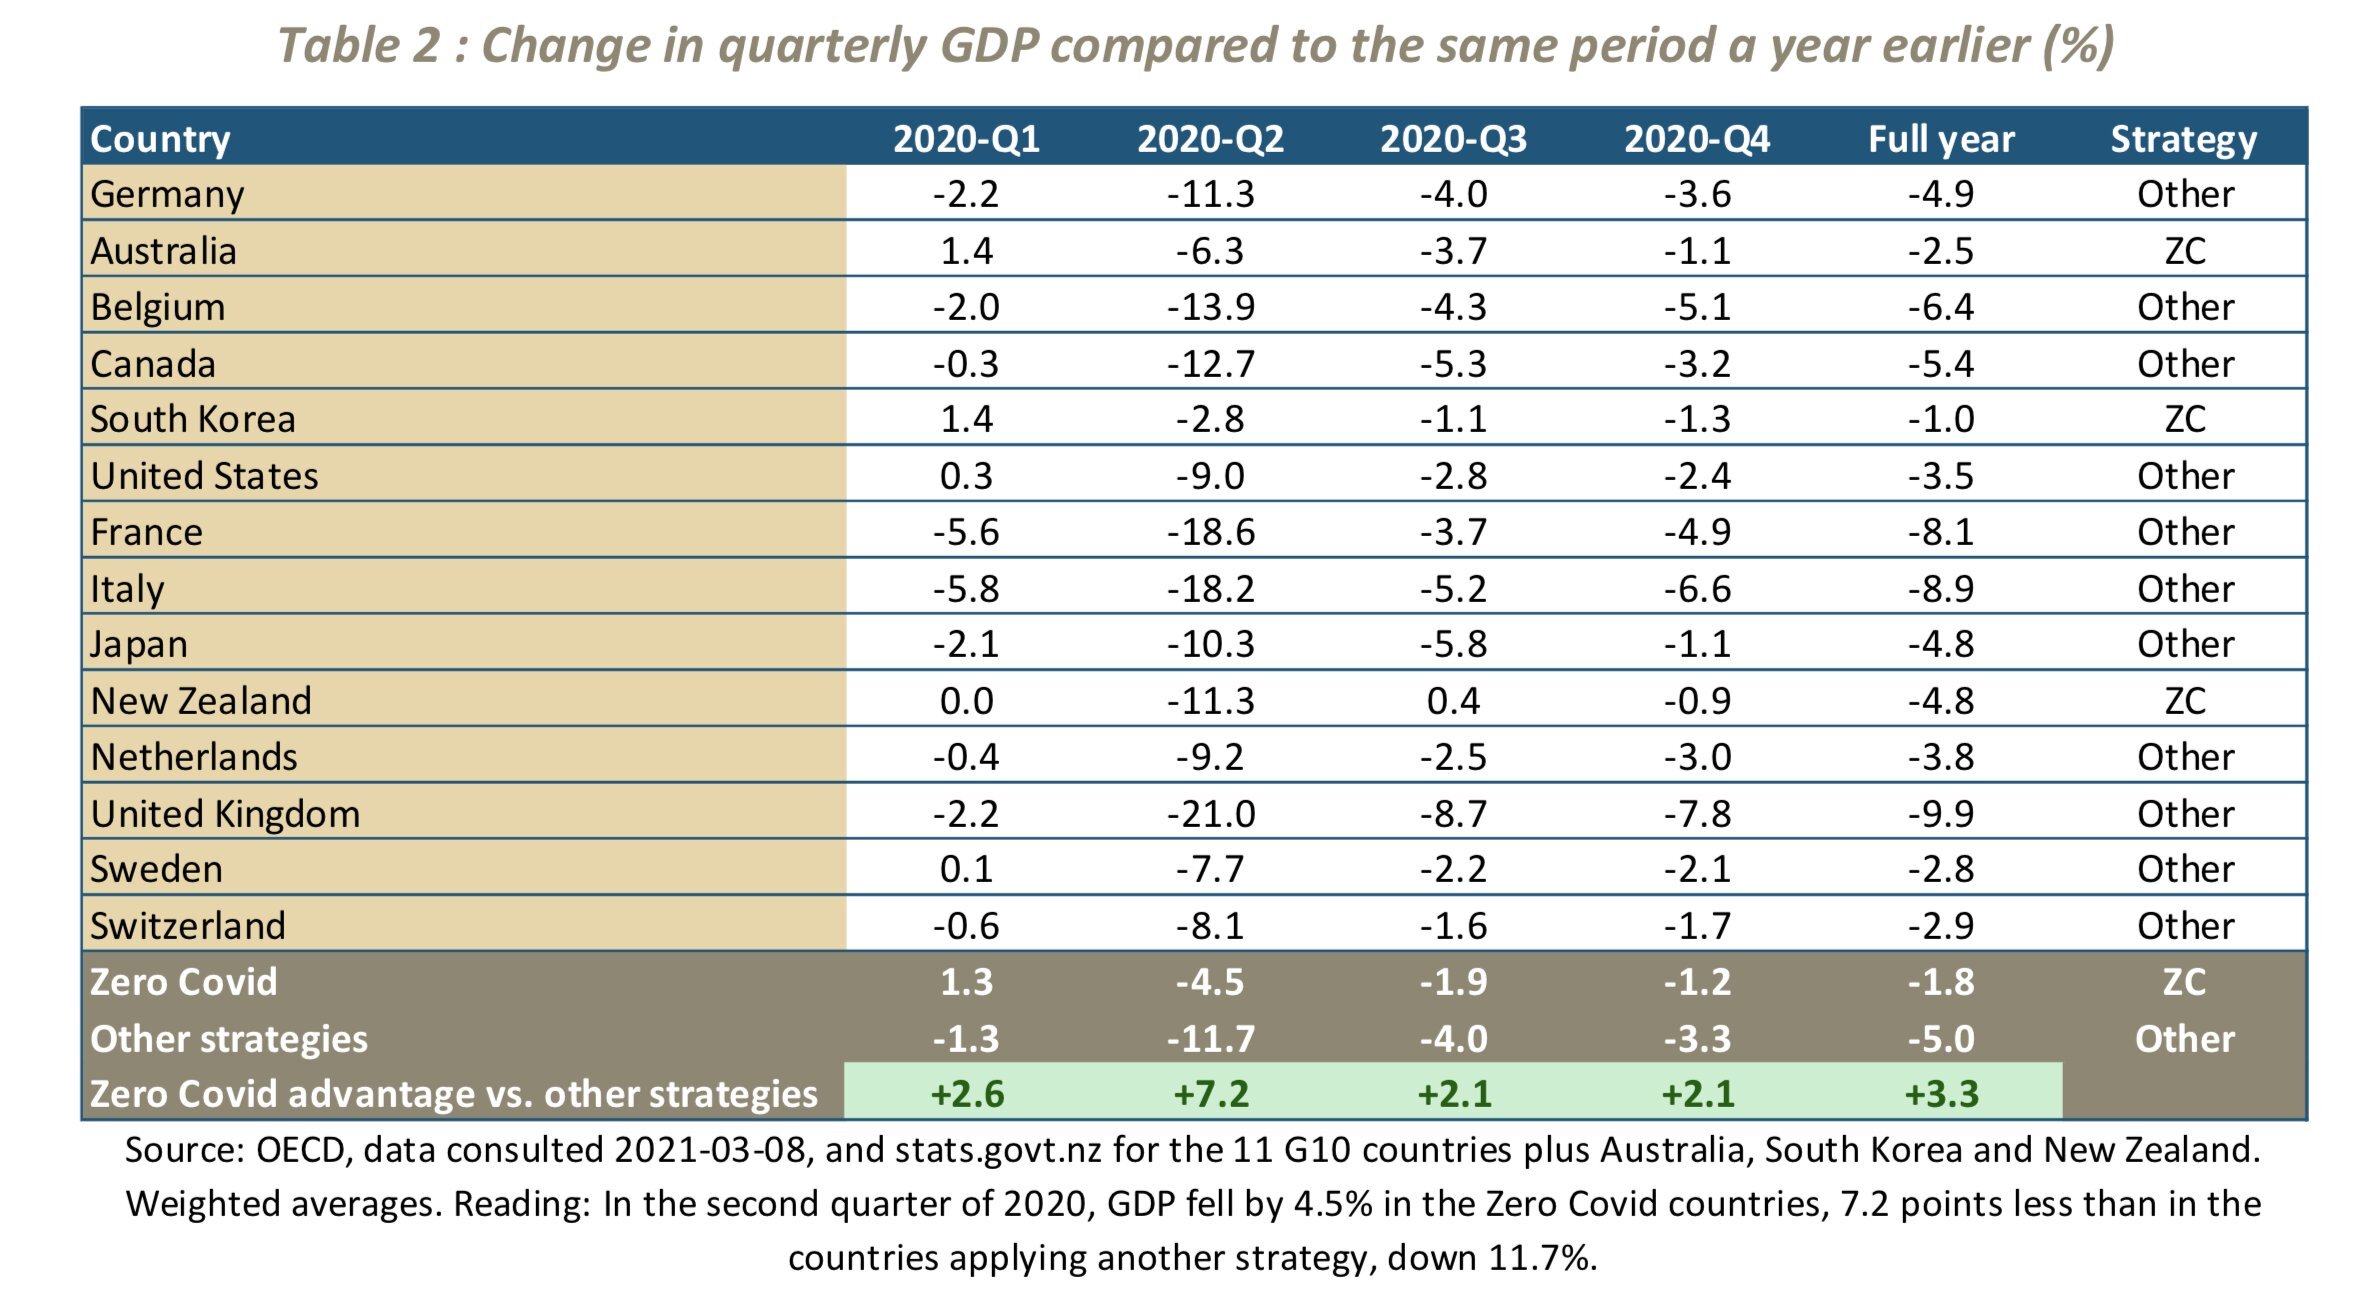 Table 2 : Change in quarterly GDP compared to the same period a year earlier (%)
Country 2020-Q1 2020-Q2 2020-Q3 2020-Q4 Full year Strategy
Germany -2.2 -11.3 -4.0 -3.6 -4.9 Other
Australia 1.4 -6.3 -3.7 -1.1 -2.5 ZC
Belgium -2.0 -13.9 -4.3 -5.1 -6.4 Other
Canada -0.3 -12.7 -5.3 -3.2 -5.4 Other
South Korea 1.4 -2.8 -1.1 -1.3 -1.0 ZC
United States 0.3 -9.0 -2.8 -2.4 -3.5 Other
France -5.6 -18.6 -3.7 -4.9 -8.1 Other
Italy -5.8 -18.2 -5.2 -6.6 -8.9 Other
Japan -2.1 -10.3 -5.8 -1.1 -4.8 Other
New Zealand 0.0 -11.3 0.4 -0.9 -4.8 ZC
Netherlands -0.4 -9.2 -2.5 -3.0 -3.8 Other
United Kingdom -2.2 -21.0 -8.7 -7.8 -9.9 Other
Sweden 0.1 -7.7 -2.2 -2.1 -2.8 Other
Switzerland -0.6 -8.1 -1.6 -1.7 -2.9 Other
Zero Covid 1.3 -4.5 -1.9 -1.2 -1.8 ZC
Other strategies -1.3 -11.7 -4.0 -3.3 -5.0 Other
Zero Covid advantage vs. other strategies +2.6 +7.2 +2.1 +2.1 +3.3
Source: OECD, data consulted 2021-03-08, and stats.govt.nz for the 11 G10 countries plus Australia, South Korea and New Zealand.
Weighted averages. Reading: In the second quarter of 2020, GDP fell by 4.5% in the Zero Covid countries, 7.2 points less than in the
countries applying another strategy, down 11.7%.